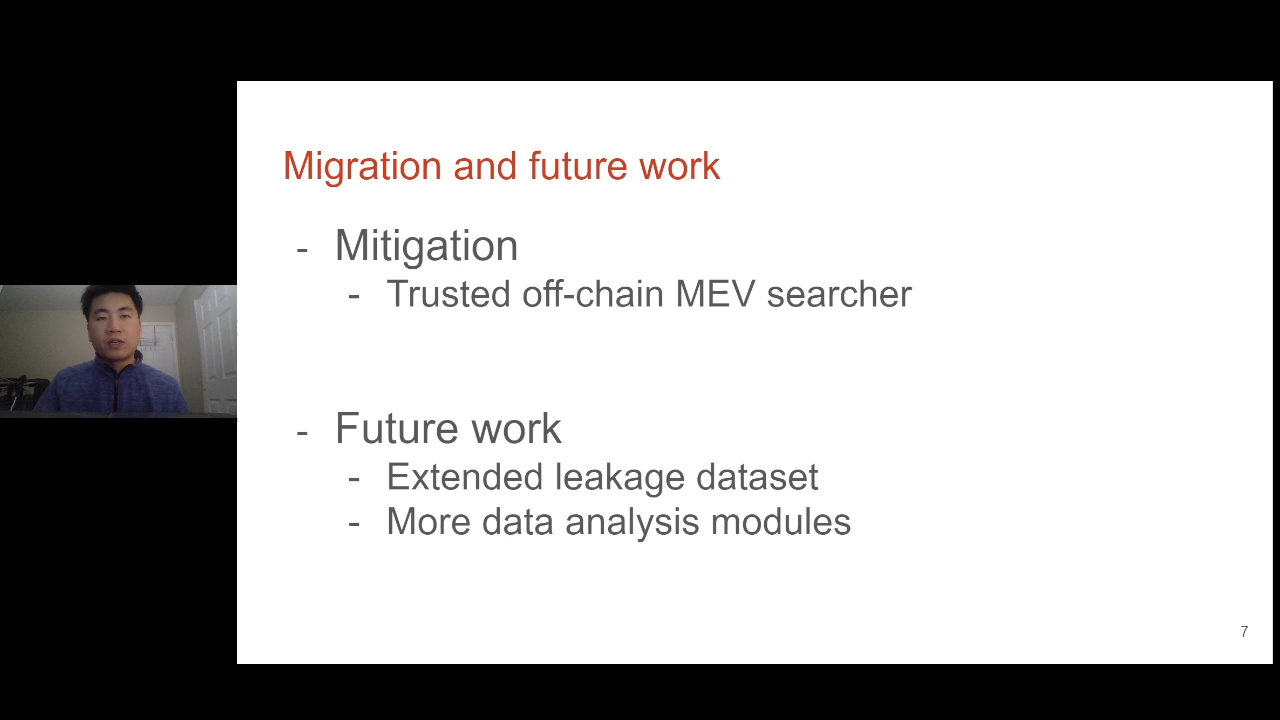 Migration and future work
- Mitigation
- Trusted off-chain MEV searcher
- Future work
- Extended leakage dataset
- More data analysis modules
7